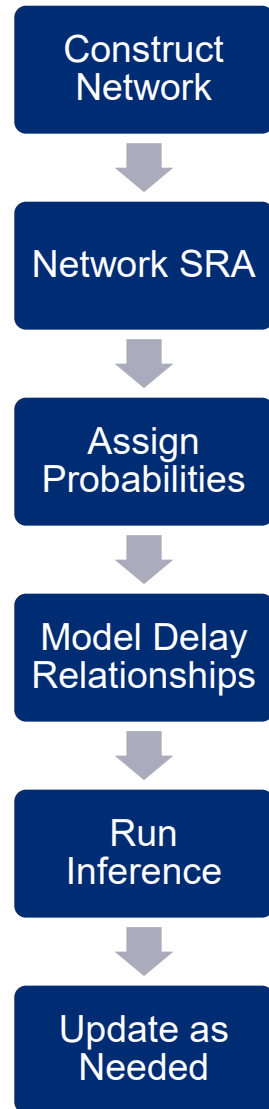 Construct
Network
Network SRA
Assign
Probabilities
Model Delay
Relationships
Run
Inference
Update as
Needed